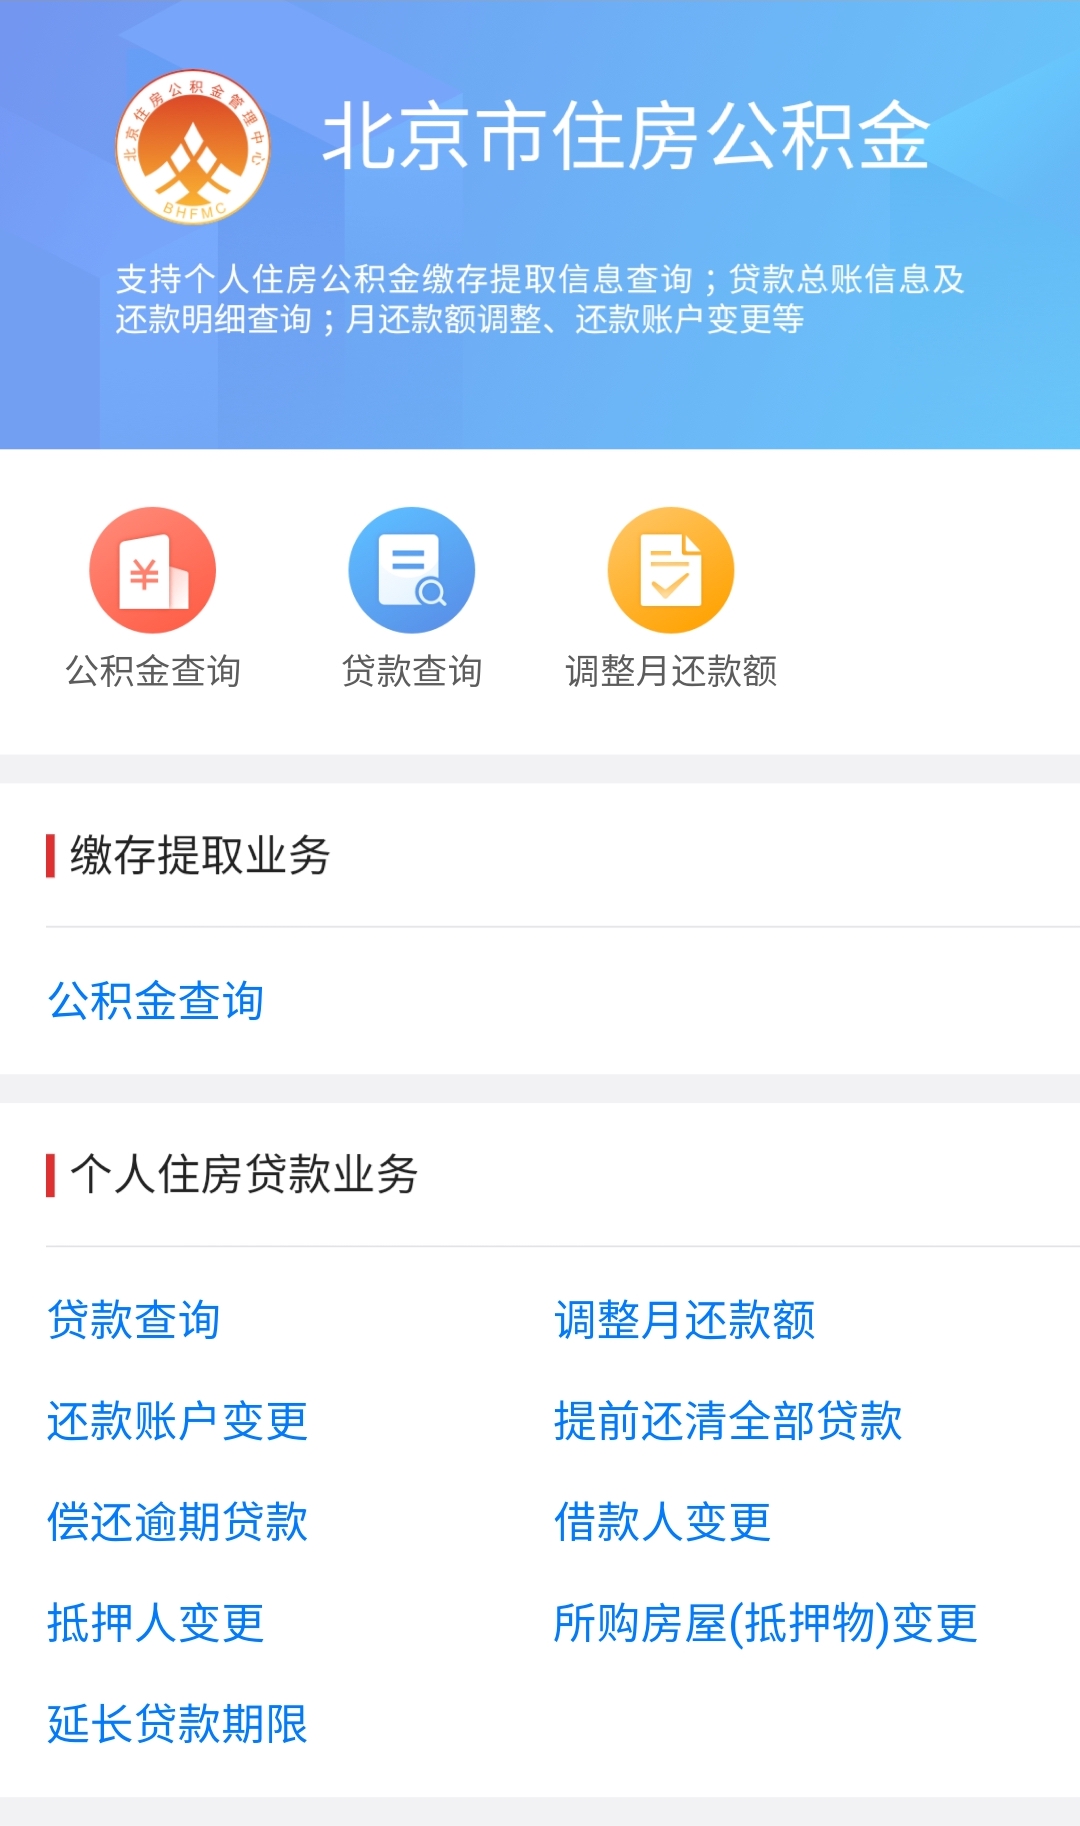 北京住房公积金管理中心
BHFMC
北京市住房公积金
支持个人住房公积金缴存提取信息查询；贷款总账信息及
还款明细查询；月还款额调整、还款账户变更等
公积金查询
贷款查询
调整月还款额
缴存提取业务
公积金查询
个人住房贷款业务
贷款查询
调整月还款额
还款账户变更
提前还清全部贷款
偿还逾期贷款
借款人变更
抵押人变更
所购房屋(抵押物)变更
延长贷款期限